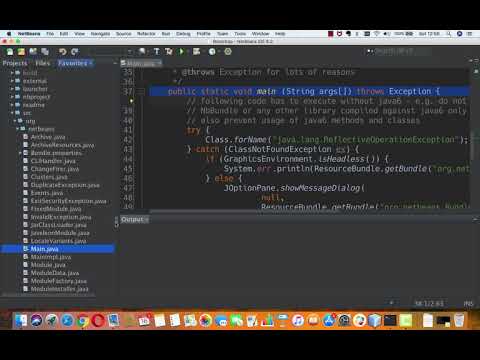 NetBeans File Edit View Navigate Source Refactor Run Debug Profile Team Tools Window Help
Bootstrap - NetBeans IDE 8.2
Files Favorites
Main.java
build
external
launcher
nbproject
readme
src
org
netbeans
Archive.java
ArchiveResources.java
Bundle.properties
CLIHandler.java
ChangeFirer.java
Clusters.java
DuplicateException.java
Events.java
ExitSecurityException.java
FixedModule.java
InvalidException.java
JarClassLoader.java
JaveleonModule.java
LocaleVariants.java
Main.java
MainImpl.java
Module.java
ModuleData.java
ModuleFactory.java
ModuleInstaller.java
35
36 * @throws Exception for lots of reasons
37 public static void main (String args[]) throws Exception {
// following code has to execute without java6 - e.g. do not
39 // NbBundle or any other library compiled against java6 only
40 // also prevent usage of java6 methods and classes
41 try {
42 Class.forName("java.lang.ReflectiveOperationException");
43 } catch (ClassNotFoundException ex) {
44 if (GraphicsEnvironment.isHeadless()) {
45 System.err.println(ResourceBundle.getBundle("org.net
46 } else {
47 JOptionPane.showMessageDialog(
48 null,
49 ResourceBundle.getBundle("org.netbeans.Bundl
Output
INS